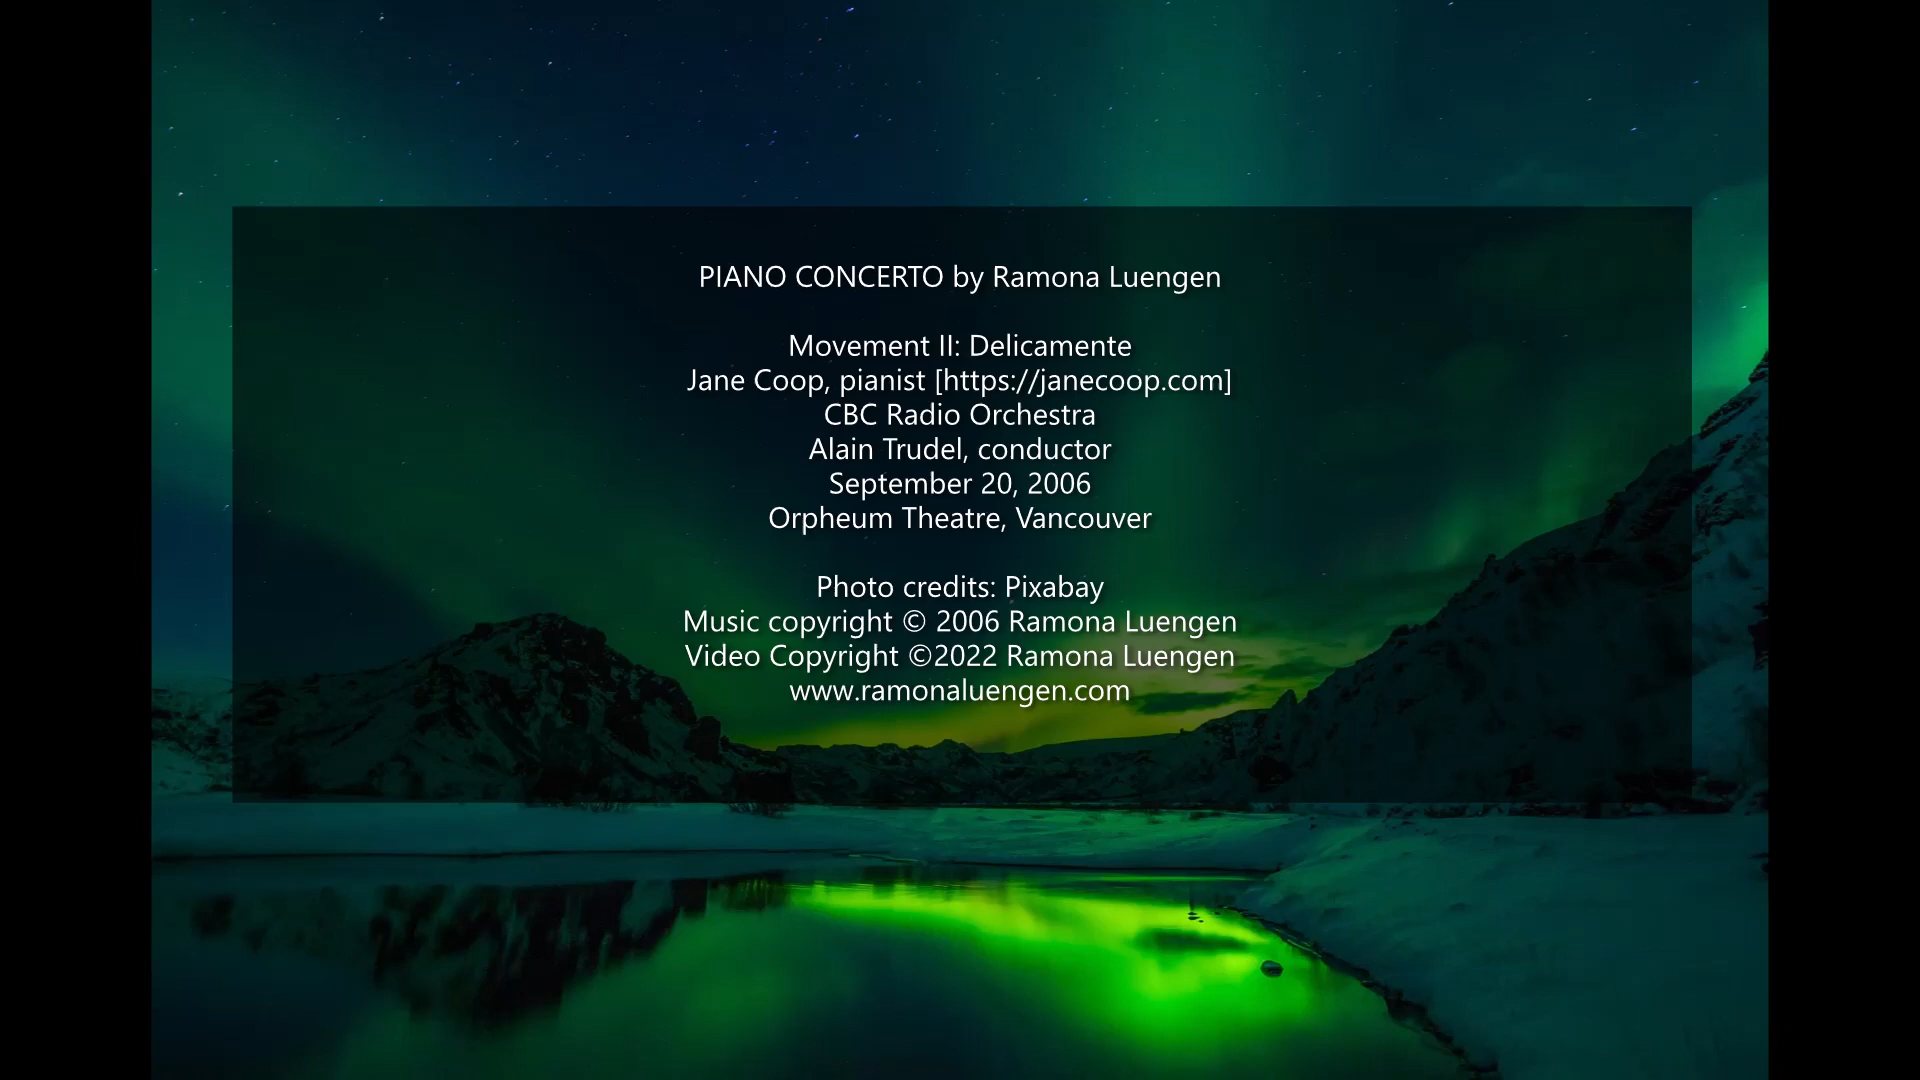 PIANO CONCERTO by Ramona Luengen
Movement II: Delicamente
Jane Coop, pianist [https://janecoop.com]
CBC Radio Orchestra
Alain Trudel, conductor
September 20, 2006
Orpheum Theatre, Vancouver
Photo credits: Pixabay
Music copyright © 2006 Ramona Luengen
Video Copyright ©2022 Ramona Luengen
www.ramonaluengen.com